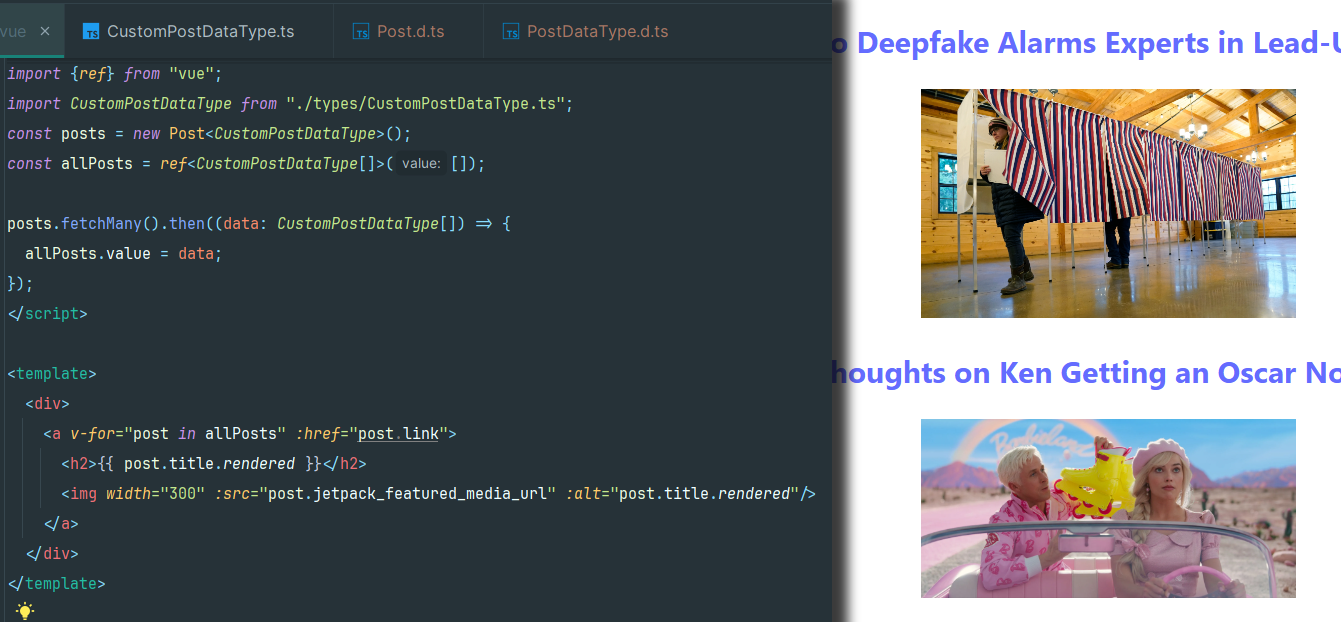 vue × CustomPostDataType.ts Post.d.ts PostDataType.d.ts
import {ref} from "vue";
import CustomPostDataType from "./types/CustomPostDataType.ts";
const posts = new Post<CustomPostDataType>();
const allPosts = ref<CustomPostDataType[]>( value: []);
posts.fetchMany().then((data: CustomPostDataType[]) => {
allPosts.value = data;
});
</script>
<template>
<div>
<a v-for="post in allPosts" :href="post.link">
<h2>{{ post.title.rendered }}</h2>
<img width="300" :src="post.jetpack_featured_media_url" :alt="post.title.rendered"/>
</a>
</div>
</template>
o Deepfake Alarms Experts in Lead-U
houghts on Ken Getting an Oscar No